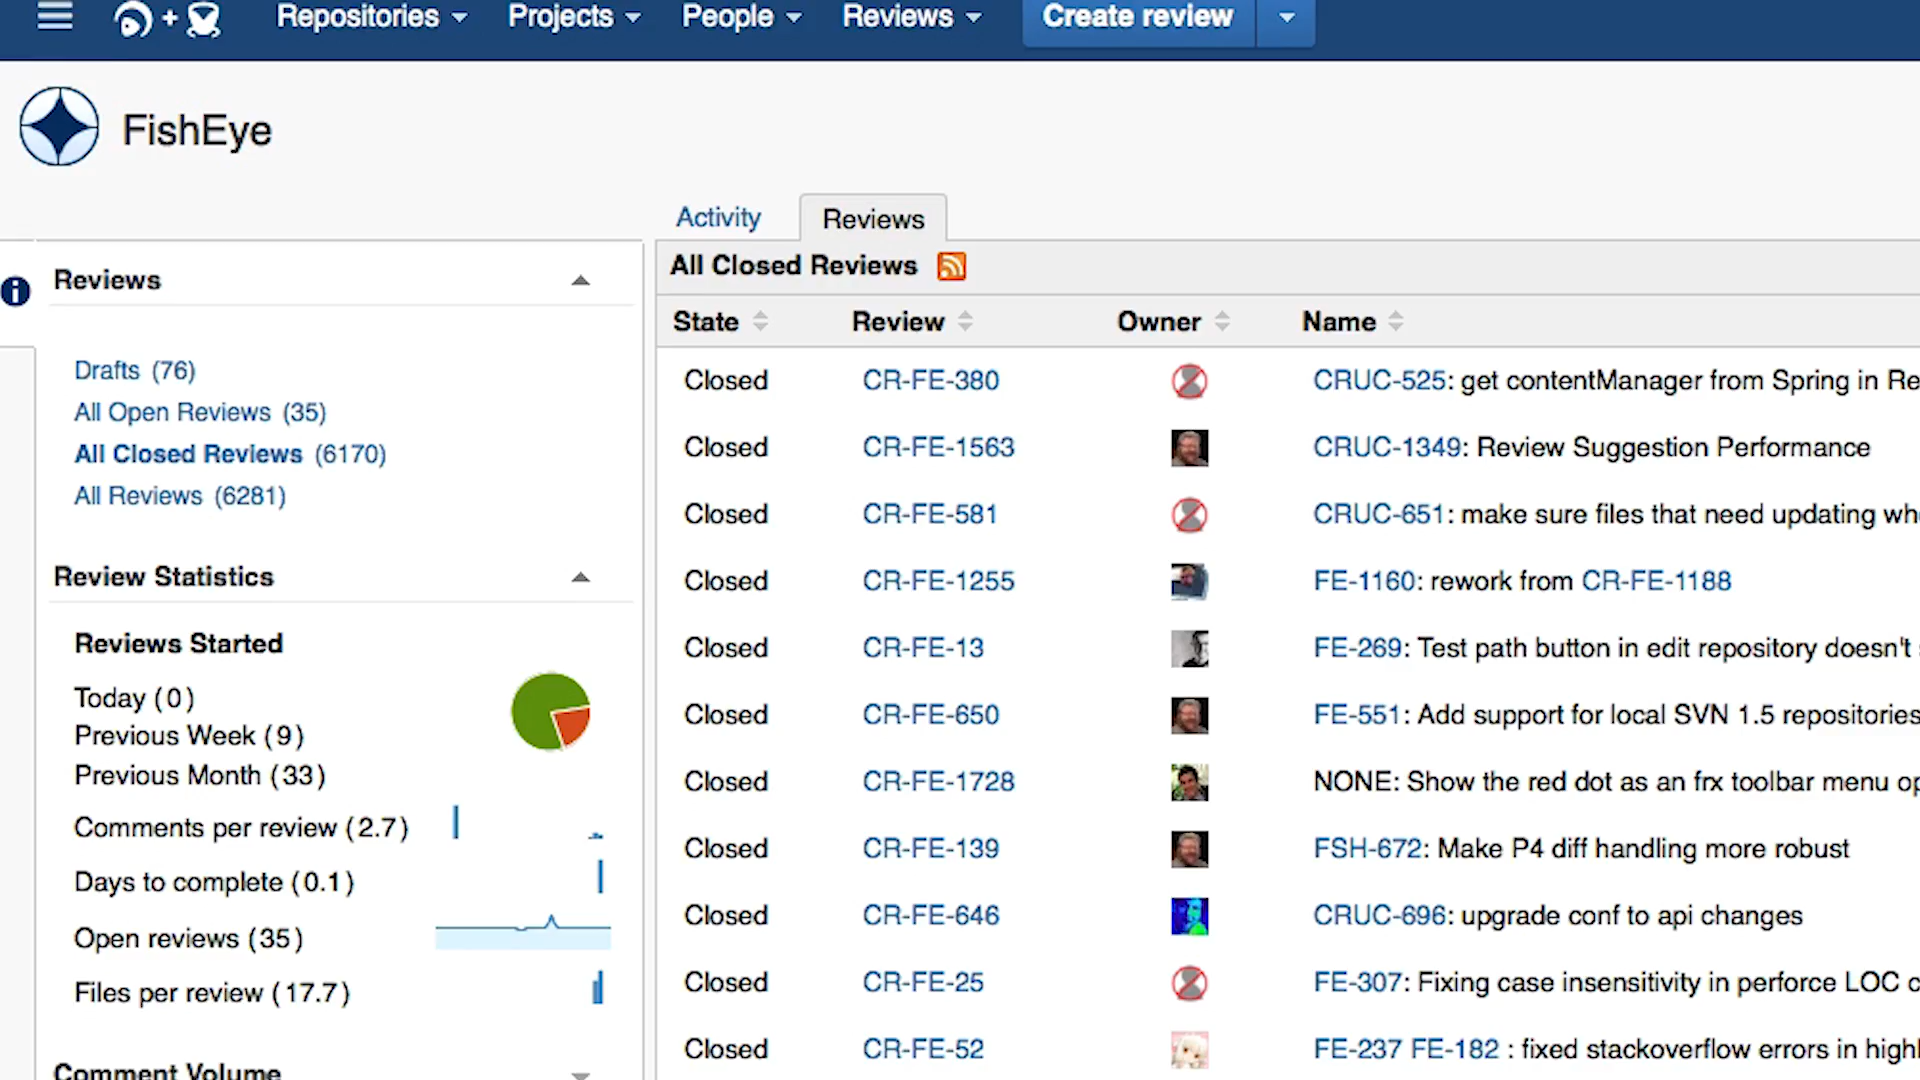 Repositories Projects People Reviews Create review
FishEye
Activity Reviews
Reviews
Drafts (76)
All Open Reviews (35)
All Closed Reviews (6170)
All Reviews (6281)
Review Statistics
Reviews Started
Today (0)
Previous Week (9)
Previous Month (33)
Comments per review (2.7)
Days to complete (0.1)
Open reviews (35)
Files per review (17.7)
Comment Volume
All Closed Reviews
State Review Owner Name
Closed CR-FE-380 CRUC-525: get contentManager from Spring in Re
Closed CR-FE-1563 CRUC-1349: Review Suggestion Performance
Closed CR-FE-581 CRUC-651: make sure files that need updating wh
Closed CR-FE-1255 FE-1160: rework from CR-FE-1188
Closed CR-FE-13 FE-269: Test path button in edit repository doesn't
Closed CR-FE-650 FE-551: Add support for local SVN 1.5 repositories
Closed CR-FE-1728 NONE: Show the red dot as an frx toolbar menu op
Closed CR-FE-139 FSH-672: Make P4 diff handling more robust
Closed CR-FE-646 CRUC-696: upgrade conf to api changes
Closed CR-FE-25 FE-307: Fixing case insensitivity in perforce LOC c
Closed CR-FE-52 FE-237 FE-182 : fixed stackoverflow errors in highl